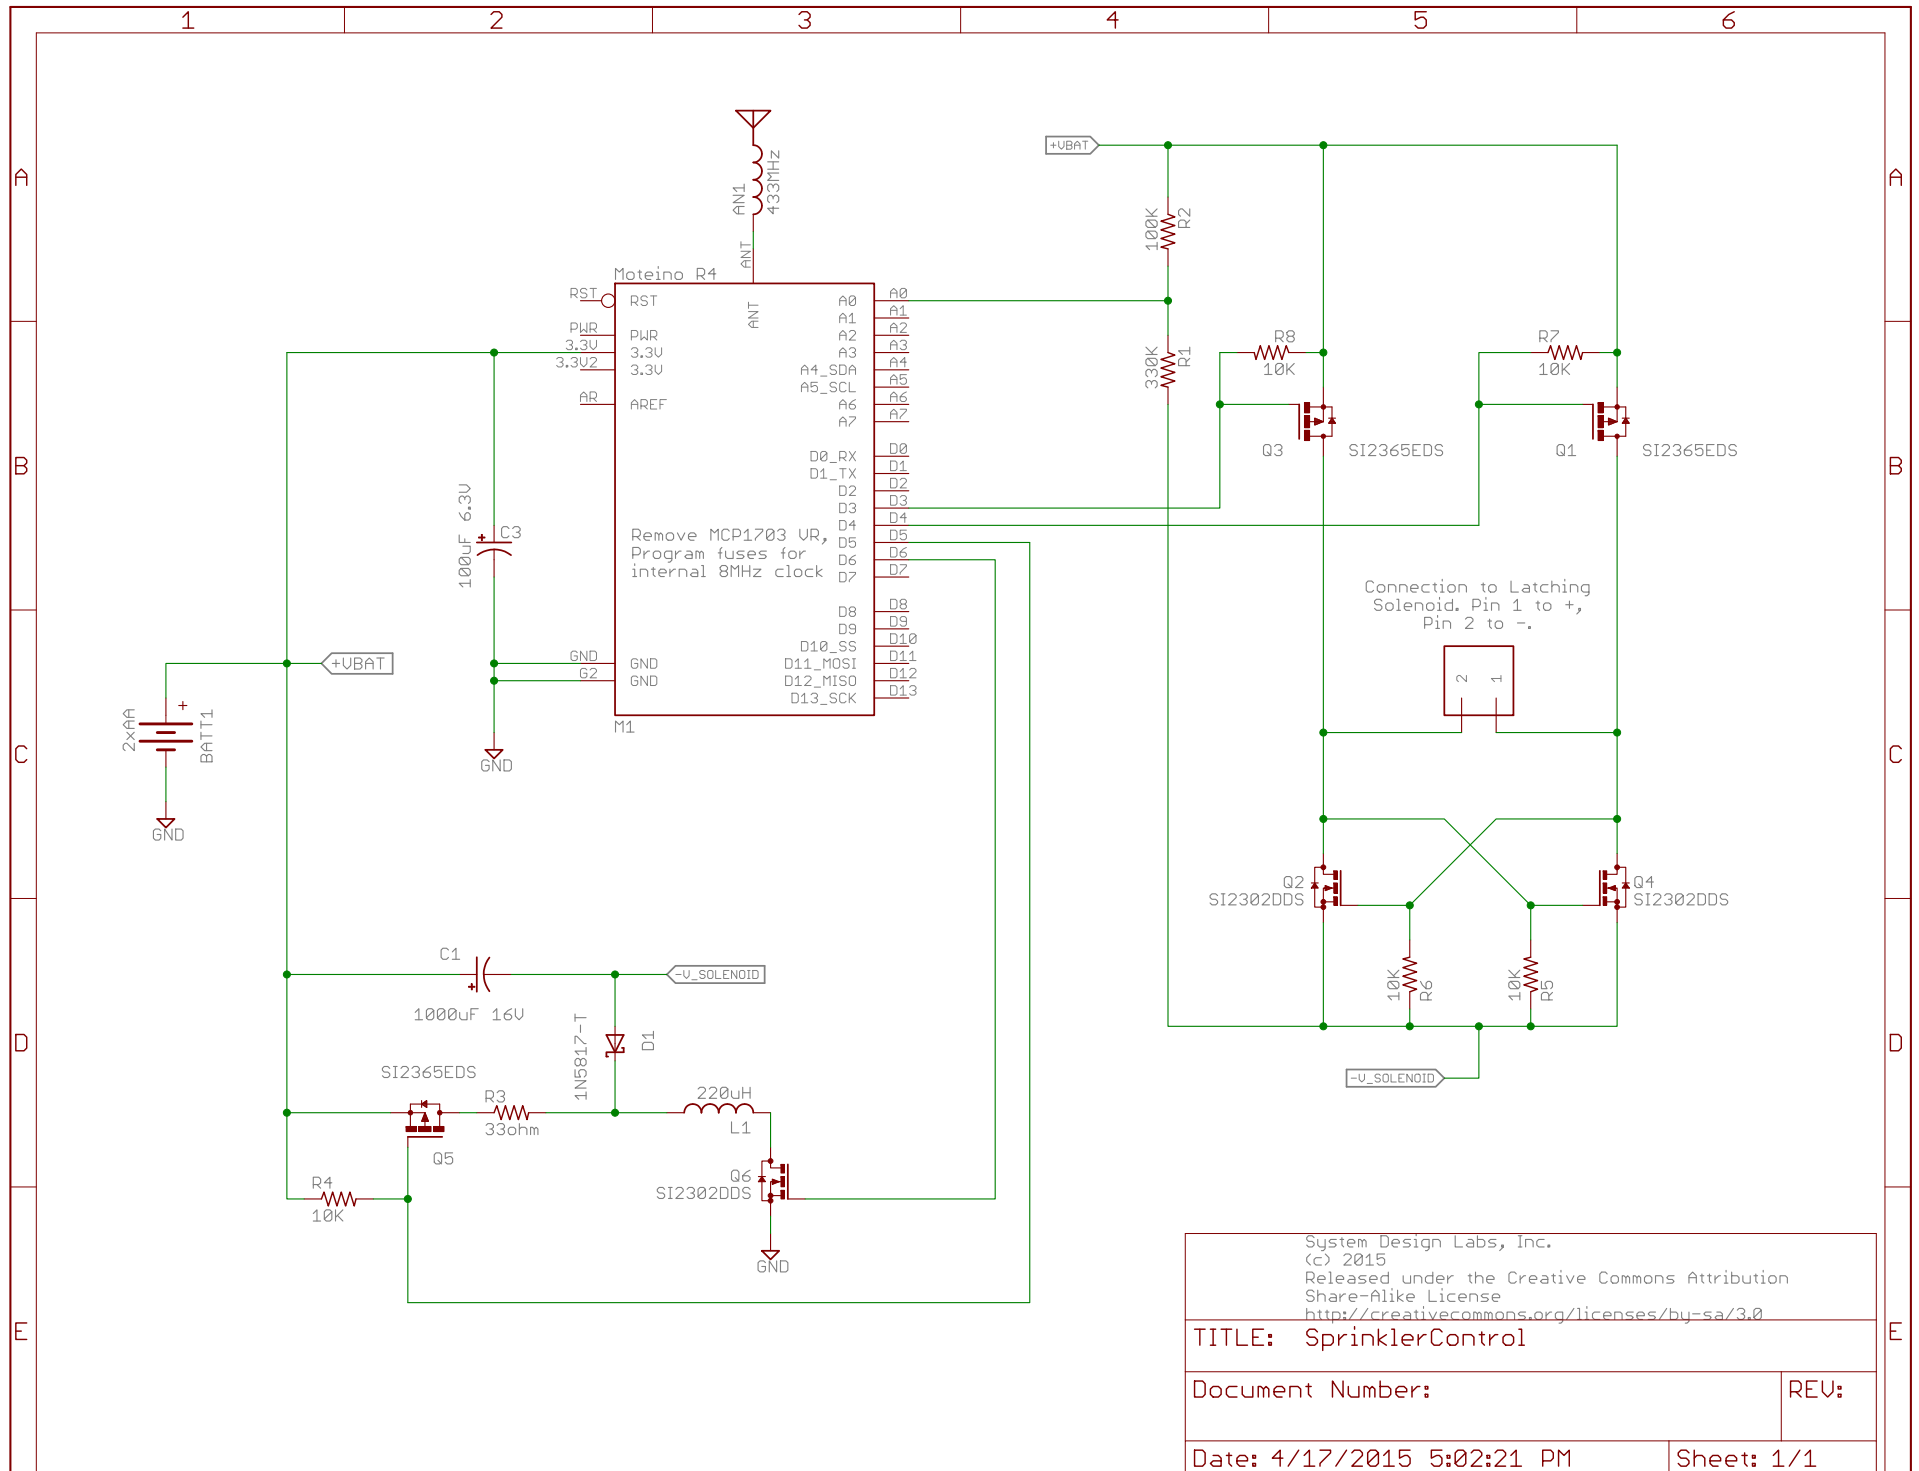 1 2 3 4 5 6
A A
B B
C C
D D
E E
AN1
433MHz
ANT
ANT
Moteino R4
RST
PWR
3.3V
3.3V2
AR
GND
G2
RST
PWR
3.3V
3.3V
AREF
GND
GND
A0
A1
A2
A3
A4_SDA
A5_SCL
A6
A7
D0_RX
D1_TX
D2
D3
D4
D5
D6
D7
D8
D9
D10_SS
D11_MOSI
D12_MISO
D13_SCK
A0
A1
A2
A3
A4
A5
A6
A7
D0
D1
D2
D3
D4
D5
D6
D7
D8
D9
D10
D11
D12
D13
Remove MCP1703 VR,
Program fuses for
internal 8MHz clock
M1
C3
100uF 6.3V
GND
+VBAT
+
2xAA
BATT1
GND
+VBAT
100K
R2
330K
R1
R8
10K
R7
10K
Q3
SI2365EDS
Q1
SI2365EDS
Connection to Latching
Solenoid. Pin 1 to +,
Pin 2 to -.
2
1
Q2
SI2302DDS
Q4
SI2302DDS
10K
R6
10K
R5
-V_SOLENOID
C1
1000uF 16V
-V_SOLENOID
1N5817-T
D1
SI2365EDS
Q5
R3
33ohm
220uH
L1
R4
10K
Q6
SI2302DDS
GND
System Design Labs, Inc.
(c) 2015
Released under the Creative Commons Attribution
Share-Alike License
http://creativecommons.org/licenses/by-sa/3.0
TITLE: SprinklerControl
Document Number:
REV:
Date: 4/17/2015 5:02:21 PM
Sheet: 1/1